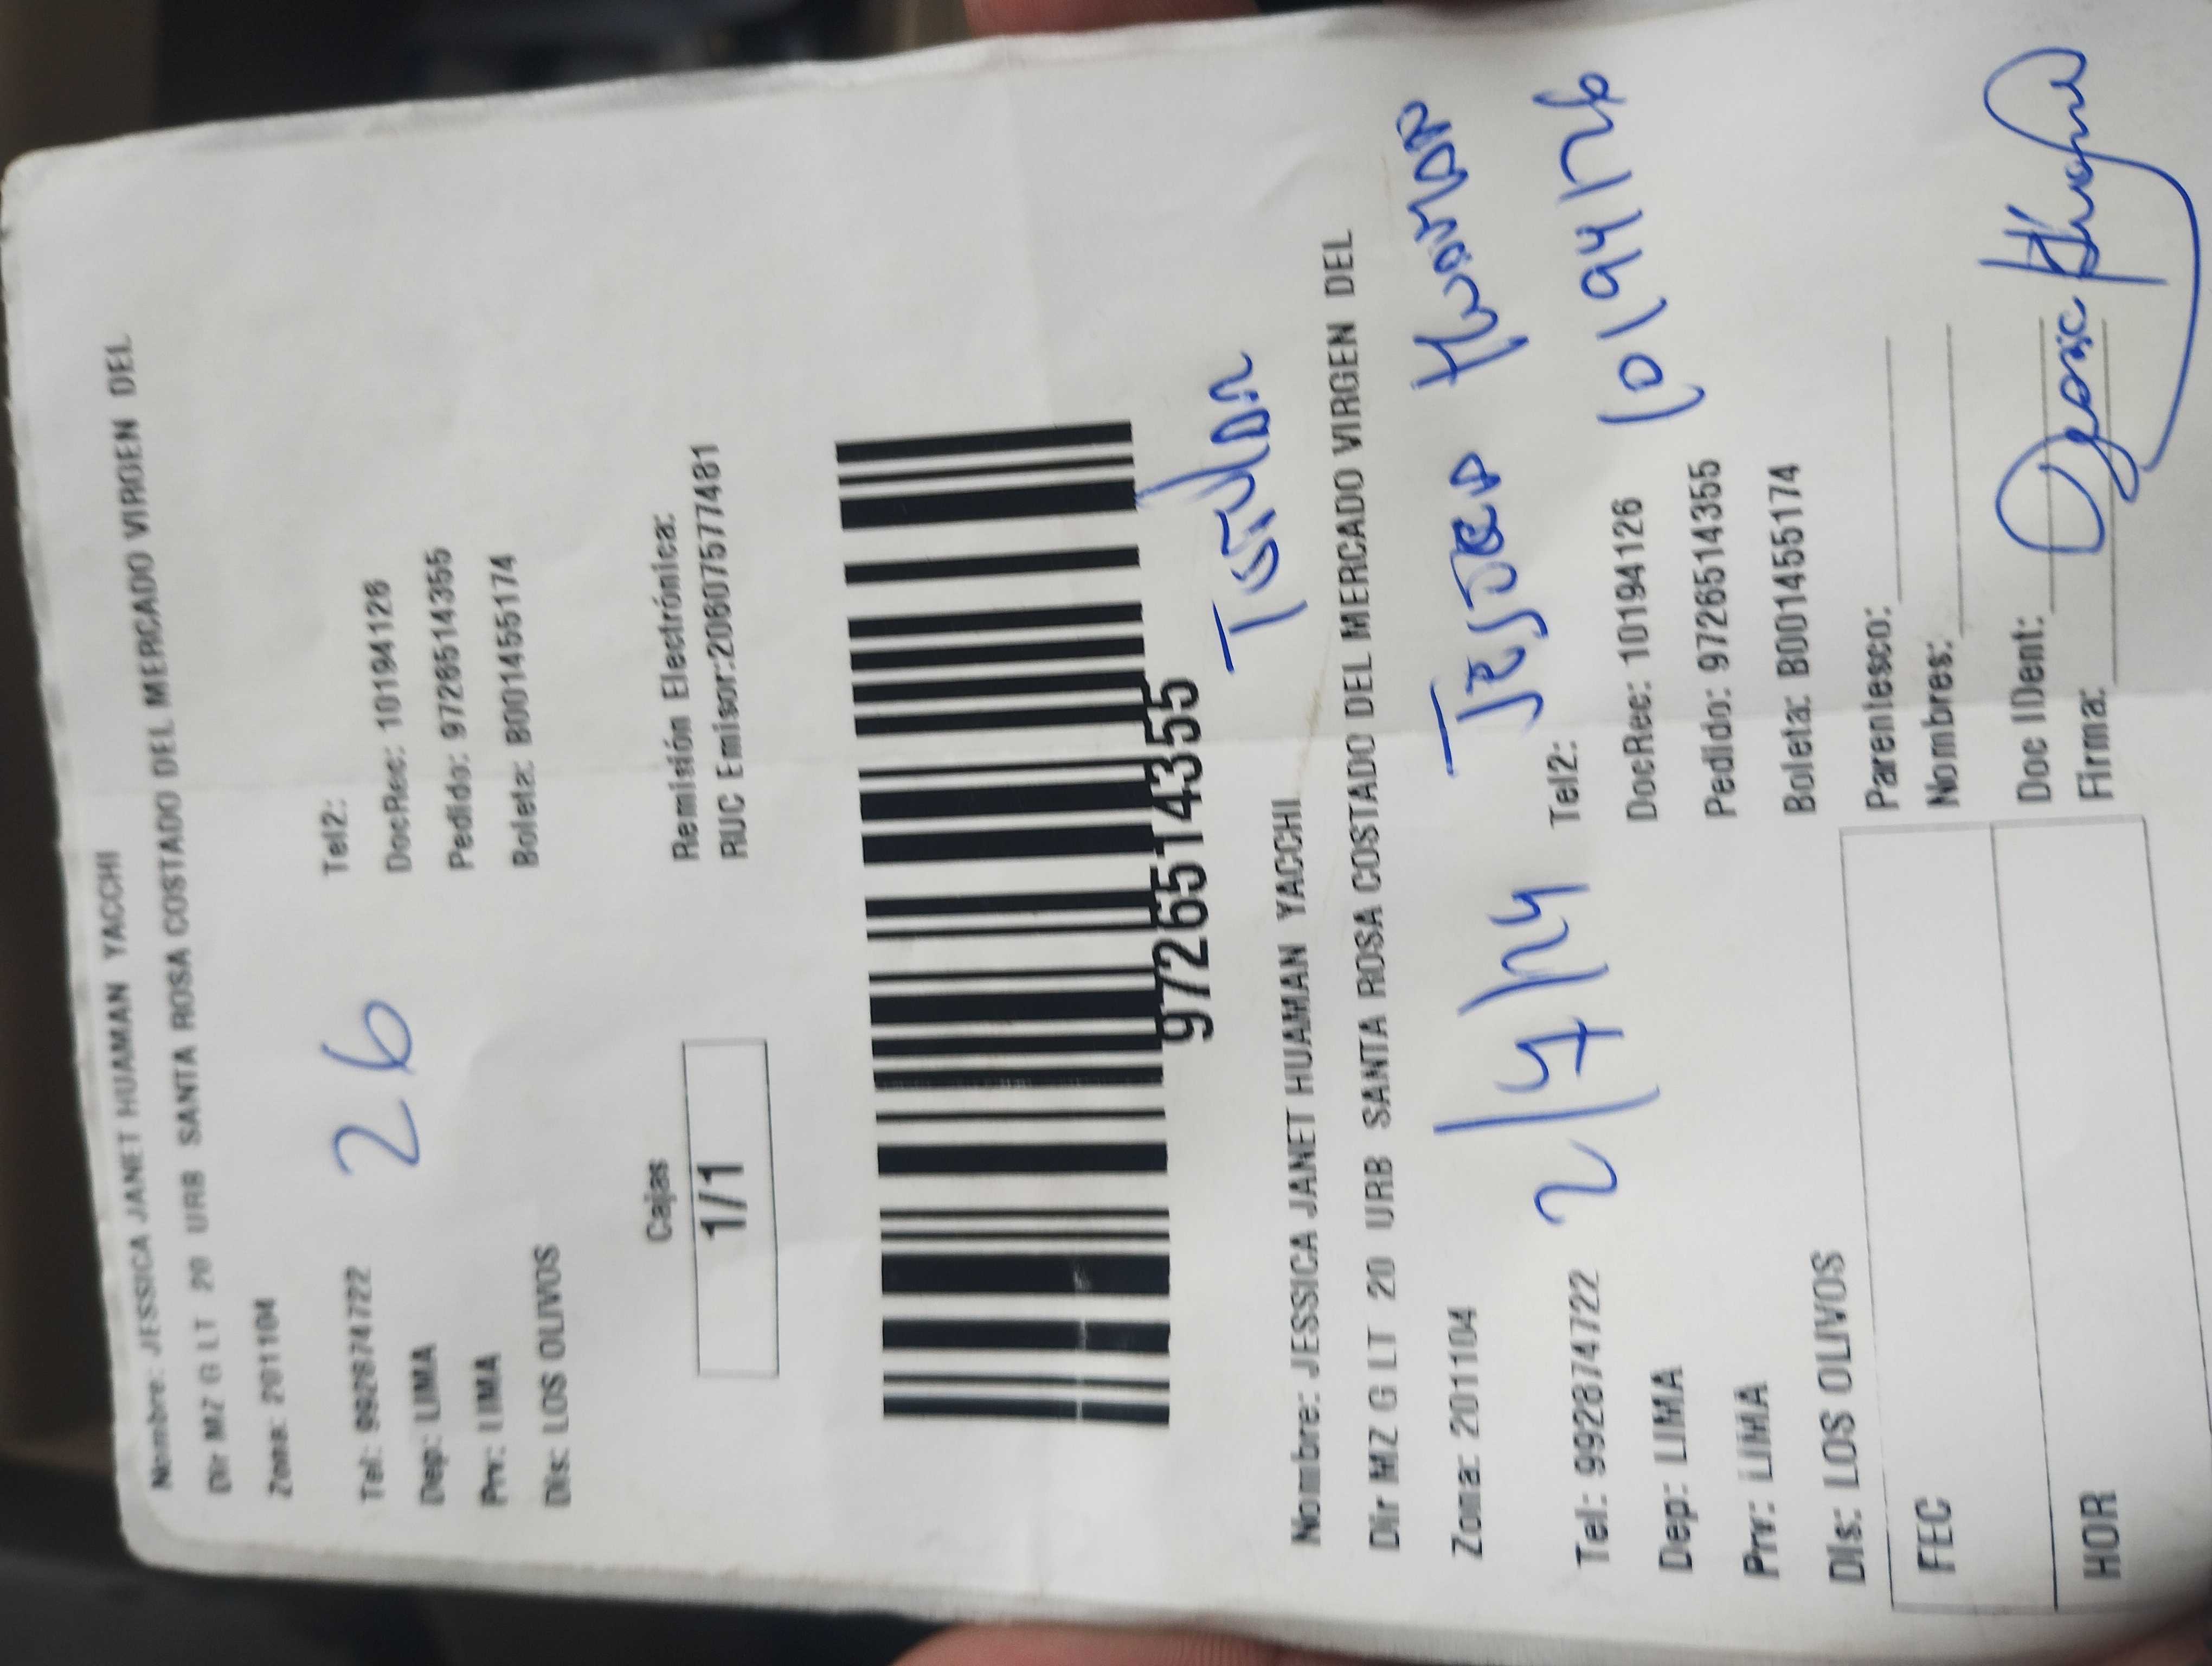 Nombre: JESSICA JANET HUAMAN YACCHI
Dir MZ G LT 20 URB SANTA ROSA COSTADO DEL MERCADO VIRGEN DEL
Zona: 201104
Tel: 992874722
26
Tel2:
Dep: LIMA
DocRec: 10194126
Prv: LIMA
Pedido: 97265514355
Dis: LOS OLIVOS
Boleta: B001455174
Cajas
1/1
Remisión Electrónica:
RUC Emisor:20607577481
97265514355
Titular
Nombre: JESSICA JANET HUAMAN YACCHI
Dir MZ G LT 20 URB SANTA ROSA COSTADO DEL MERCADO VIRGEN DEL
Zona: 201104
Huaman
Tel: 992874722
2/4/24
Tel2:
10194126
Dep: LIMA
DocRec: 10194126
Prv: LIMA
Pedido: 97265514355
Dis: LOS OLIVOS
Boleta: B001455174
FEC
Parentesco:
Nombres:
HOR
Doc IDent:
Firma: